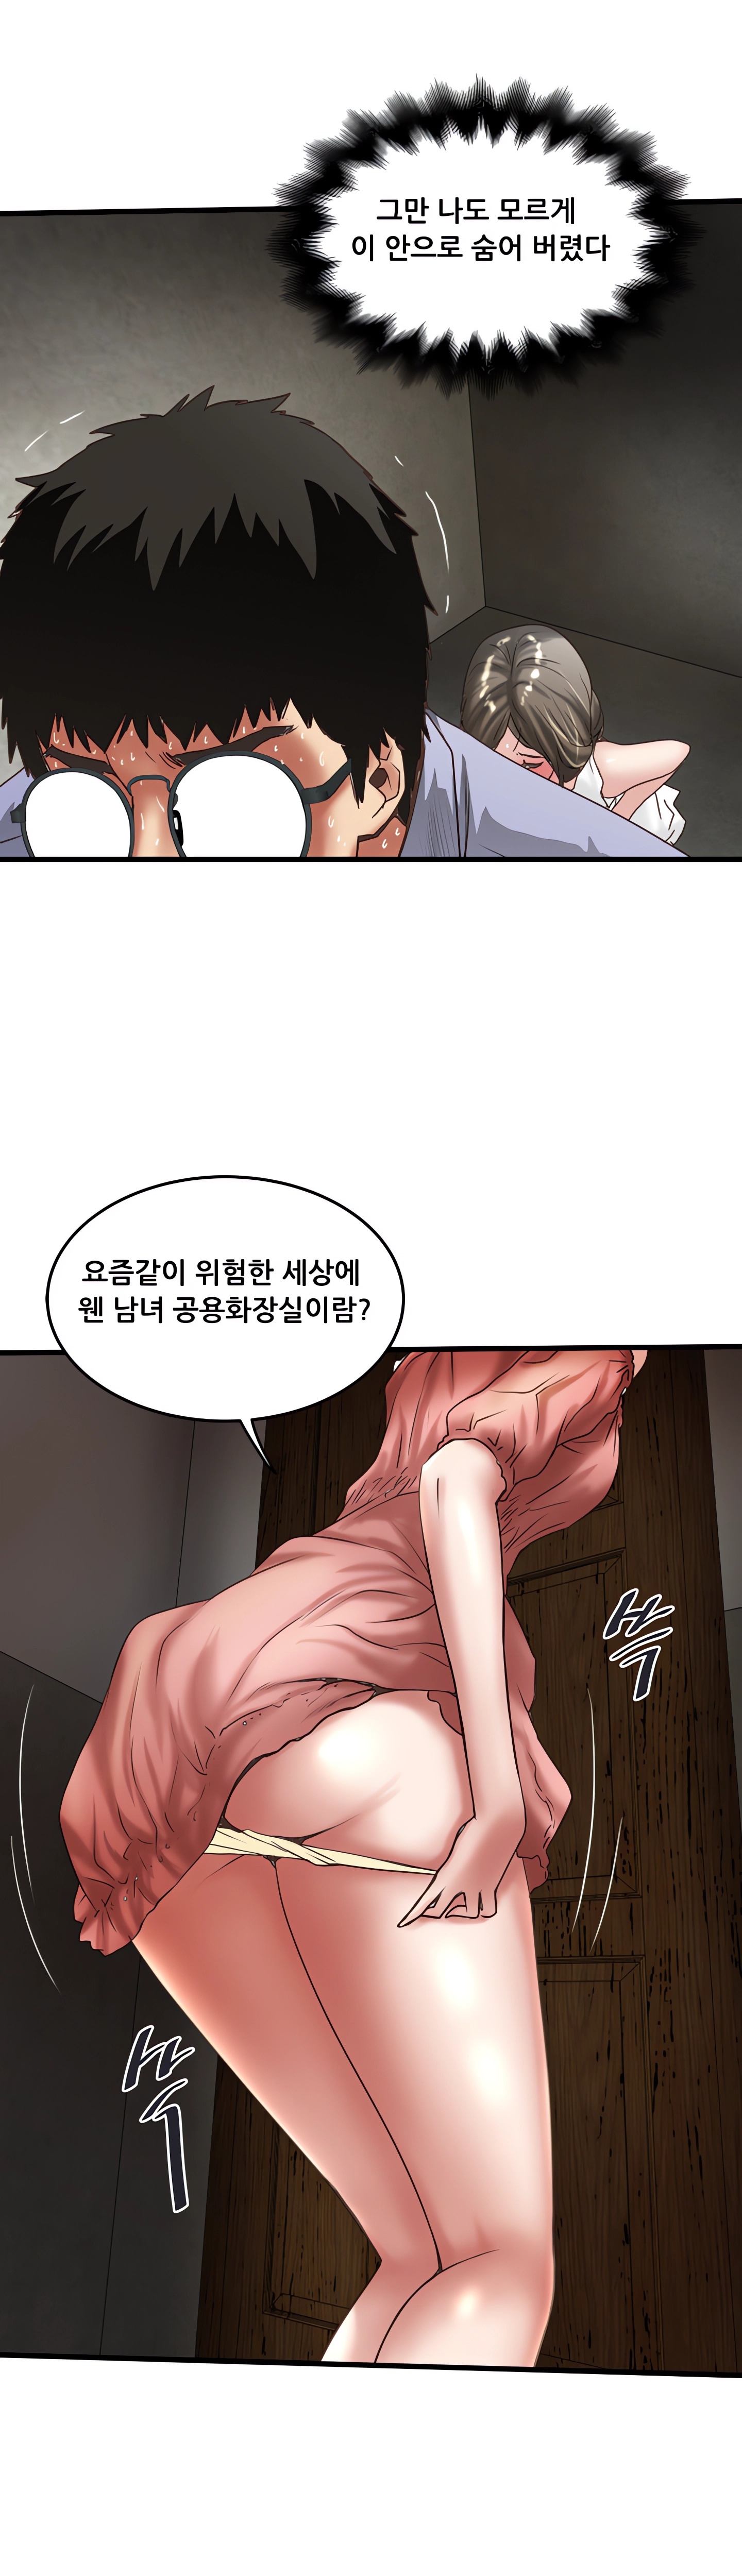 그만 나도 모르게
이 안으로 숨어 버렸다
요즘같이 위험한 세상에
웬 남녀 공용화장실이람?
쓱
쓱